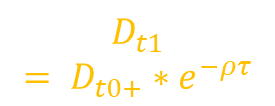 D_{t1}
= D_{t0+} * e^{-ρτ}